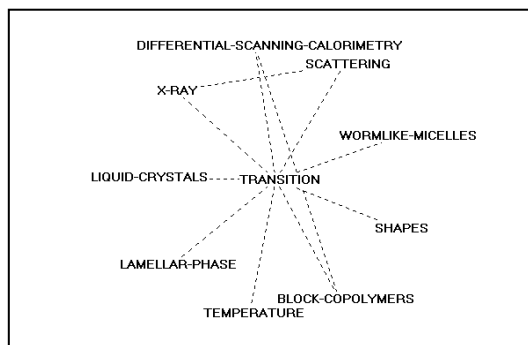 DIFFERENTIAL-SCANNING-CALORIMETRY
SCATTERING
X-RAY
WORMLIKE-MICELLES
LIQUID-CRYSTALS
TRANSITION
SHAPES
LAMELLAR-PHASE
BLOCK-COPOLYMERS
TEMPERATURE